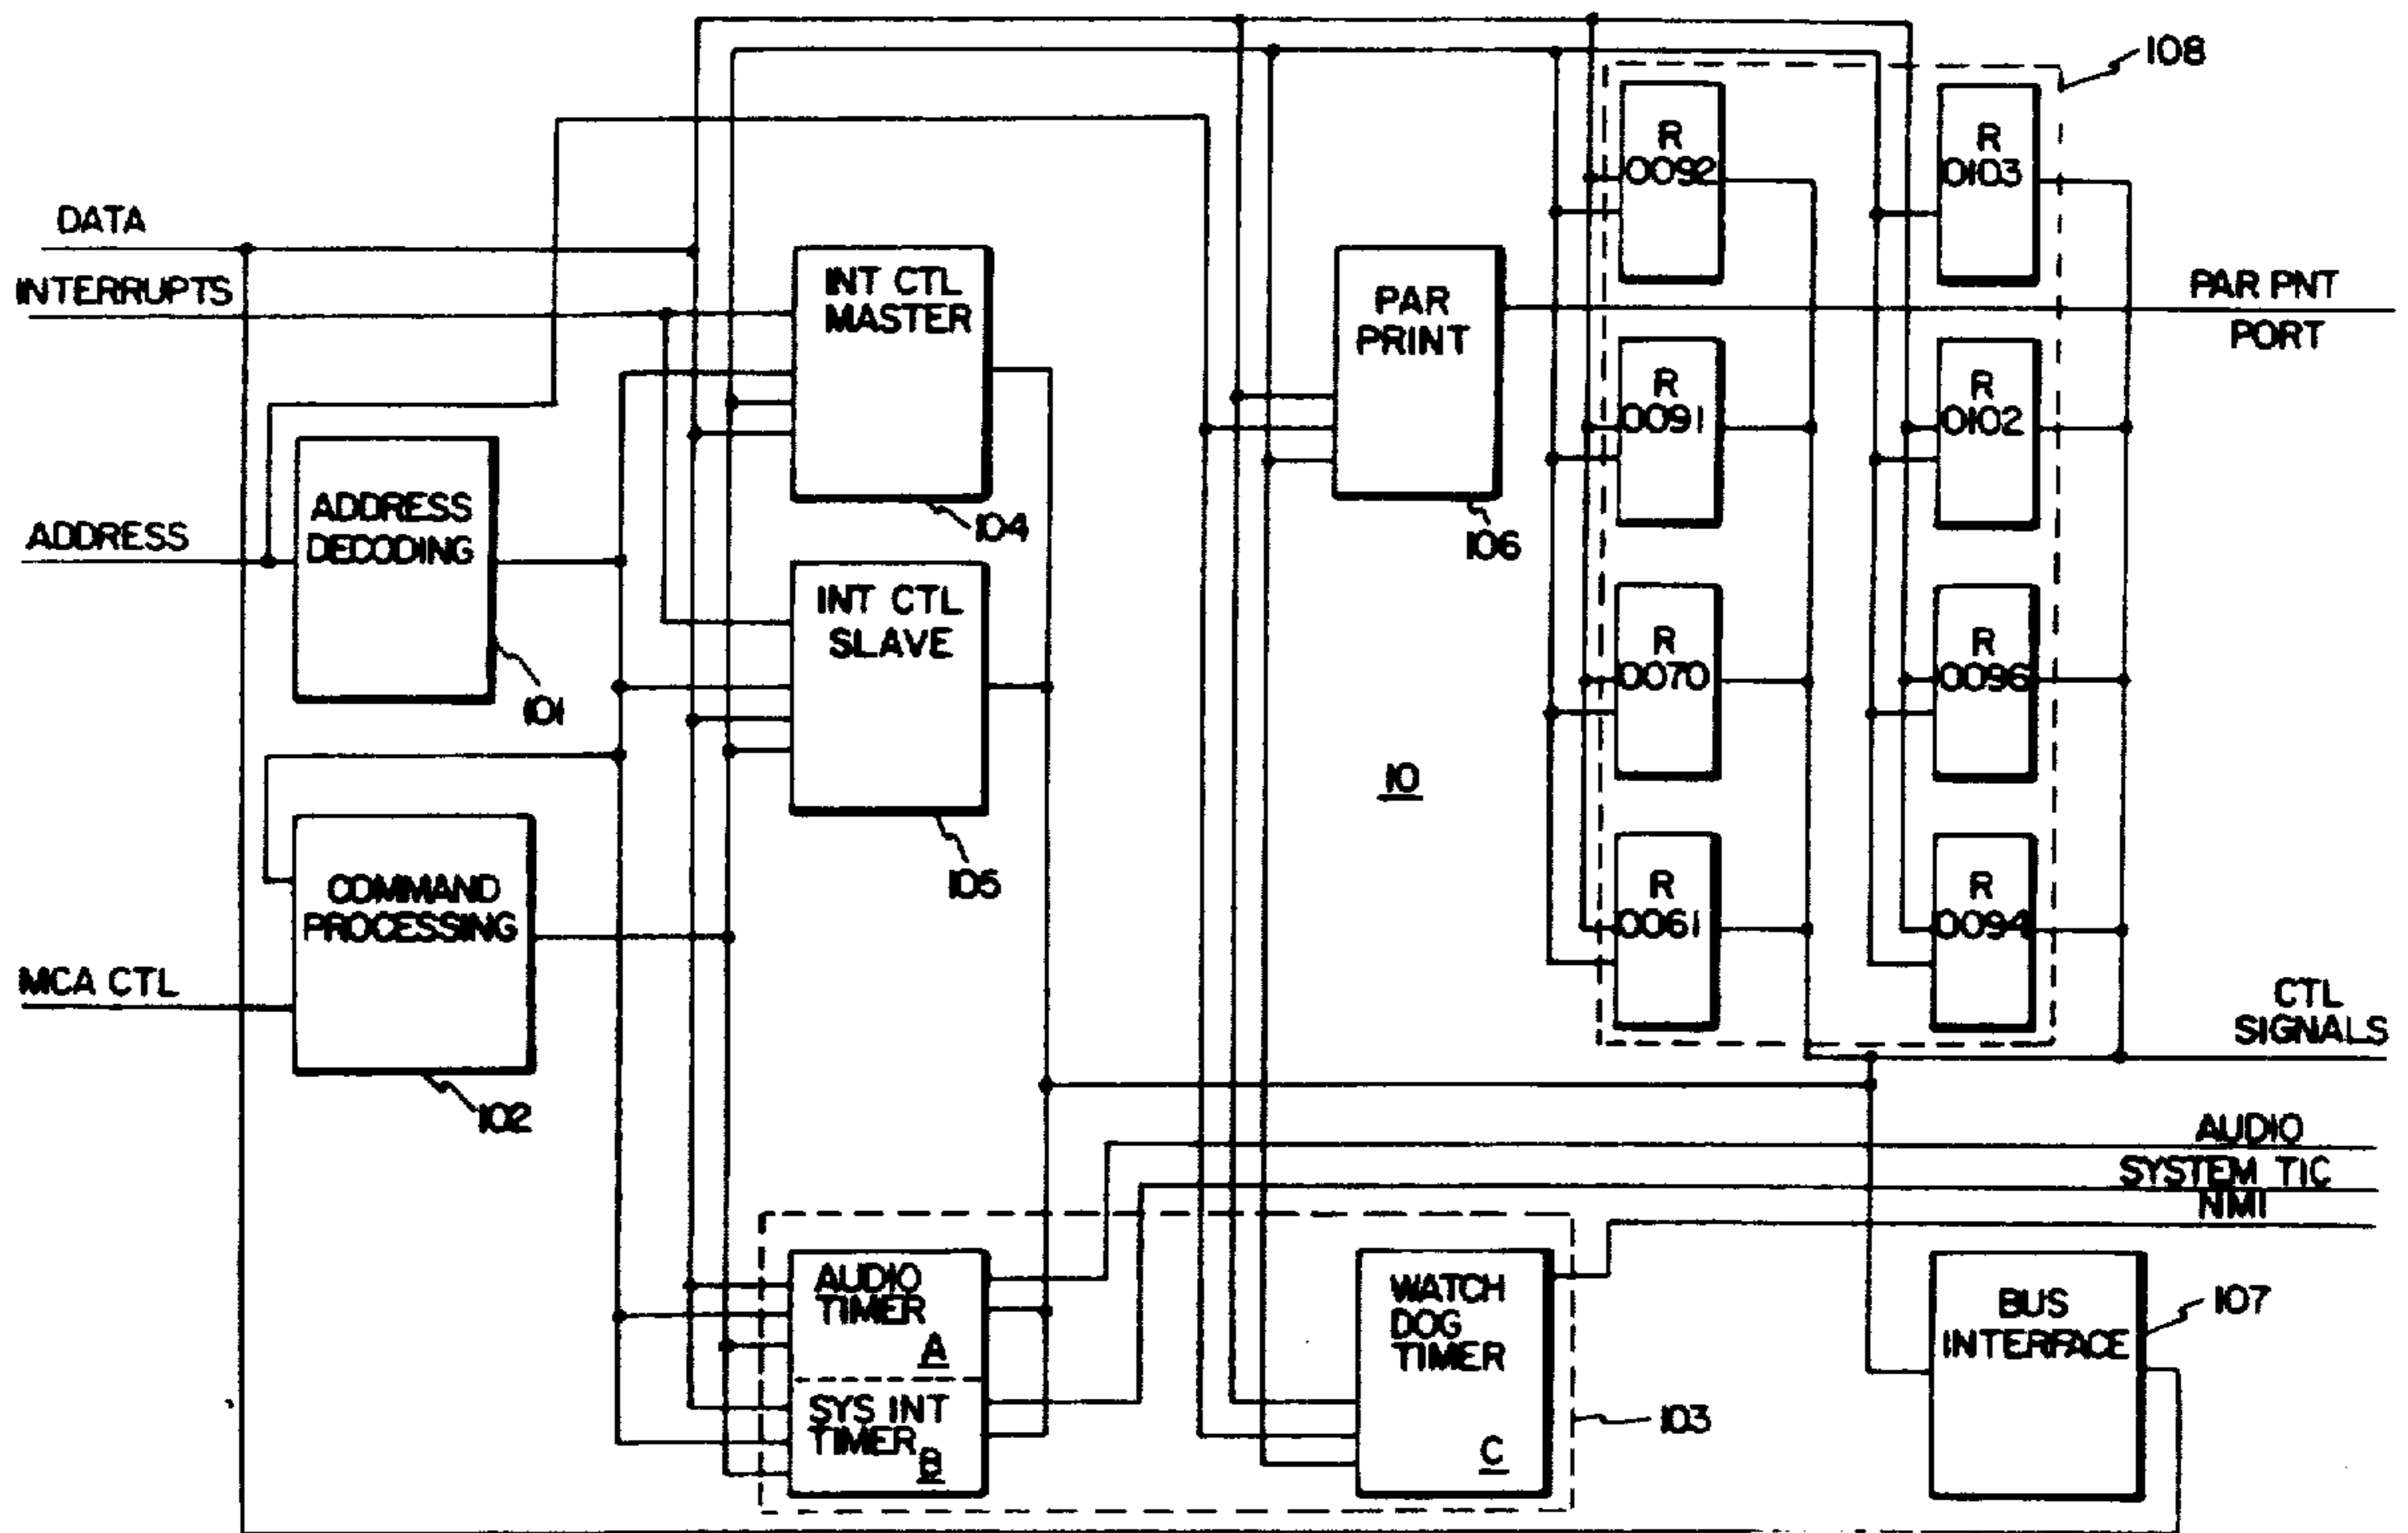 108
R
0092
R
0103
DATA
INTERRUPTS
INT CTL
MASTER
PAR
PRINT
PAR PNT
PORT
R
0091
R
0102
ADDRESS
ADDRESS
DECODING
104
106
INT CTL
SLAVE
R
0070
R
0096
101
10
COMMAND
PROCESSING
105
R
0061
R
0094
MCA CTL
CTL
SIGNALS
102
AUDIO
SYSTEM TIC
NMI
AUDIO
TIMER
A
WATCH
DOG
TIMER
C
BUS
INTERFACE
107
SYS INT
TIMER
B
103